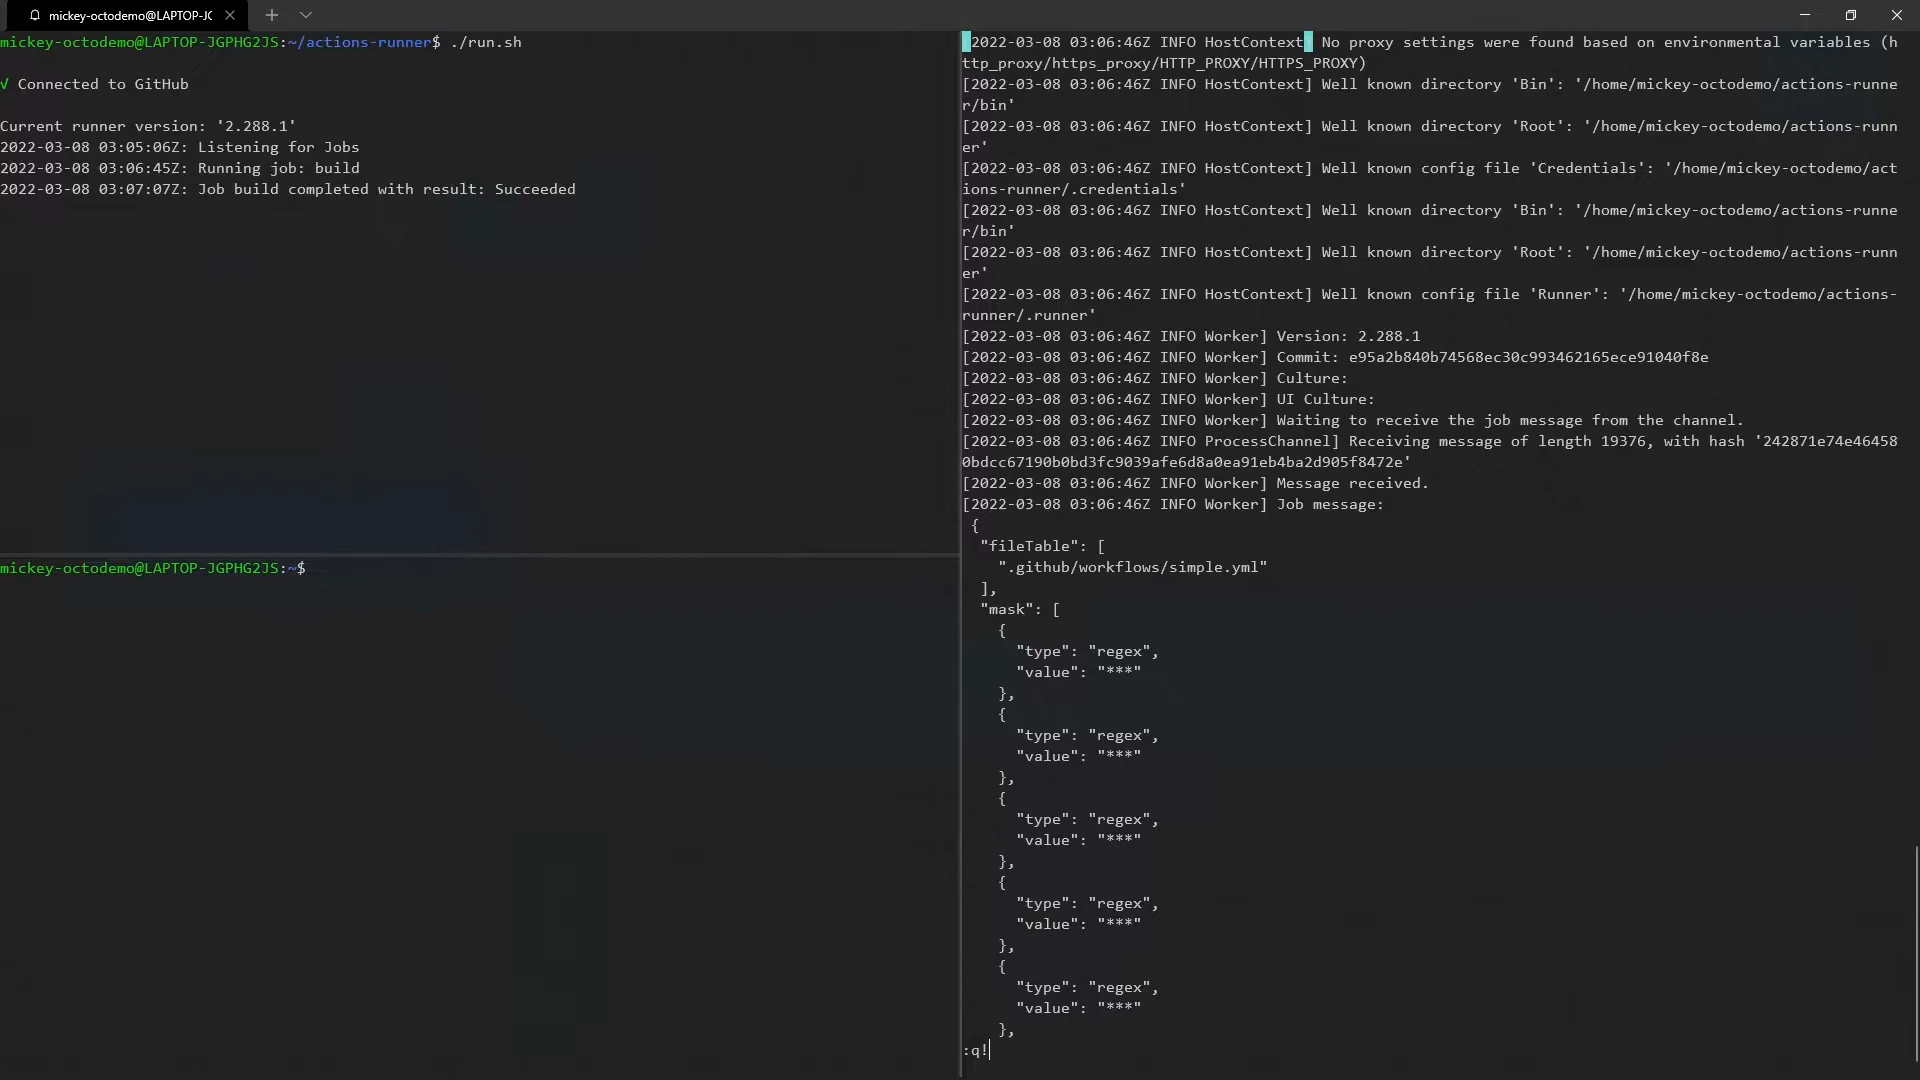 mickey-octodemo@LAPTOP-JG
mickey-octodemo@LAPTOP-JGPHG2JS:~/actions-runner$ ./run.sh
√ Connected to GitHub
Current runner version: '2.288.1'
2022-03-08 03:05:06Z: Listening for Jobs
2022-03-08 03:06:45Z: Running job: build
2022-03-08 03:07:07Z: Job build completed with result: Succeeded
mickey-octodemo@LAPTOP-JGPHG2JS:~$
[2022-03-08 03:06:46Z INFO HostContext] No proxy settings were found based on environmental variables (h
ttp_proxy/https_proxy/HTTP_PROXY/HTTPS_PROXY)
[2022-03-08 03:06:46Z INFO HostContext] Well known directory 'Bin': '/home/mickey-octodemo/actions-runne
r/bin'
[2022-03-08 03:06:46Z INFO HostContext] Well known directory 'Root': '/home/mickey-octodemo/actions-runn
er'
[2022-03-08 03:06:46Z INFO HostContext] Well known config file 'Credentials': '/home/mickey-octodemo/act
ions-runner/.credentials'
[2022-03-08 03:06:46Z INFO HostContext] Well known directory 'Bin': '/home/mickey-octodemo/actions-runne
r/bin'
[2022-03-08 03:06:46Z INFO HostContext] Well known directory 'Root': '/home/mickey-octodemo/actions-runn
er'
[2022-03-08 03:06:46Z INFO HostContext] Well known config file 'Runner': '/home/mickey-octodemo/actions-
runner/.runner'
[2022-03-08 03:06:46Z INFO Worker] Version: 2.288.1
[2022-03-08 03:06:46Z INFO Worker] Commit: e95a2b840b74568ec30c993462165ece91040f8e
[2022-03-08 03:06:46Z INFO Worker] Culture:
[2022-03-08 03:06:46Z INFO Worker] UI Culture:
[2022-03-08 03:06:46Z INFO Worker] Waiting to receive the job message from the channel.
[2022-03-08 03:06:46Z INFO ProcessChannel] Receiving message of length 19376, with hash '242871e74e46458
0bdcc67190b0bd3fc9039afe6d8a0ea91eb4ba2d905f8472e'
[2022-03-08 03:06:46Z INFO Worker] Message received.
[2022-03-08 03:06:46Z INFO Worker] Job message:
{
"fileTable": [
".github/workflows/simple.yml"
],
"mask": [
{
"type": "regex",
"value": "***"
},
{
"type": "regex",
"value": "***"
},
{
"type": "regex",
"value": "***"
},
{
"type": "regex",
"value": "***"
},
{
"type": "regex",
"value": "***"
},
:q!